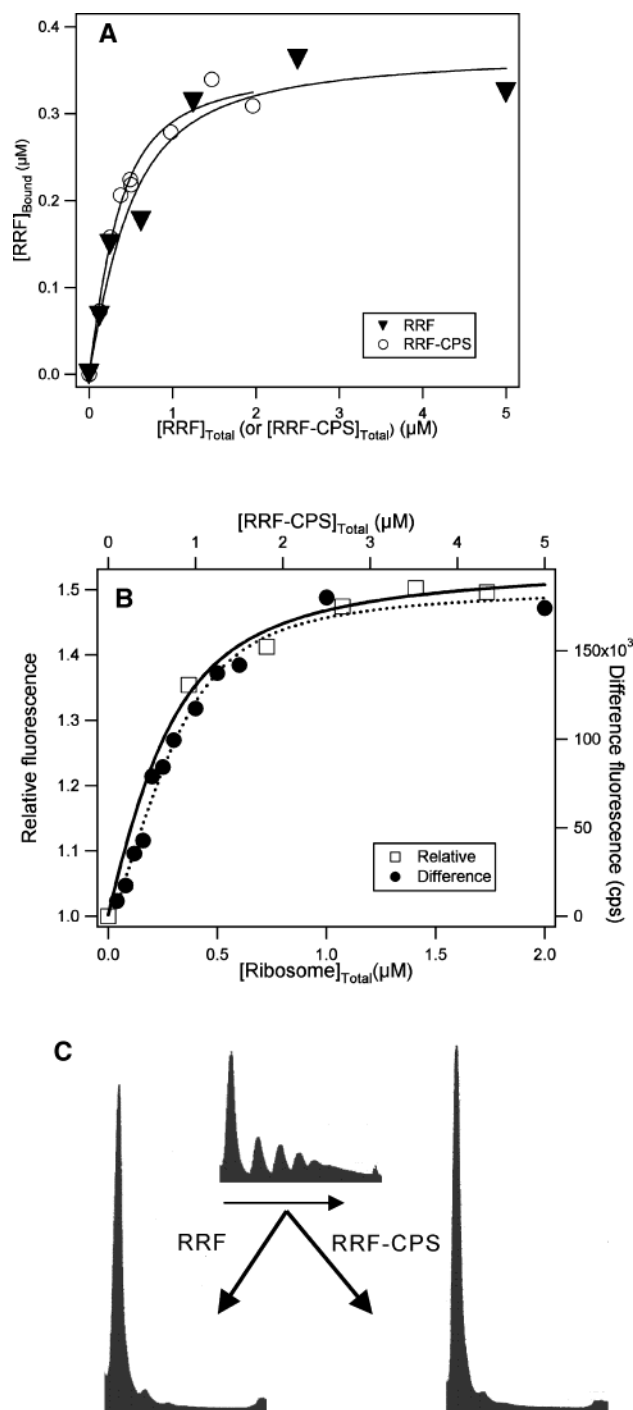 A
0.4
0.3
0.2
0.1
0.0
[RRF]Bound (µM)
▼ RRF
○ RRF-CPS
0 1 2 3 4 5
[RRF]Total (or [RRF-CPS]Total) (µM)
[RRF-CPS]Total (µM)
0 1 2 3 4 5
B
1.5
1.4
1.3
1.2
1.1
1.0
Relative fluorescence
150x10³
100
50
0
Difference fluorescence (cps)
□ Relative
● Difference
0.0 0.5 1.0 1.5 2.0
[Ribosome]Total(µM)
C
RRF RRF-CPS